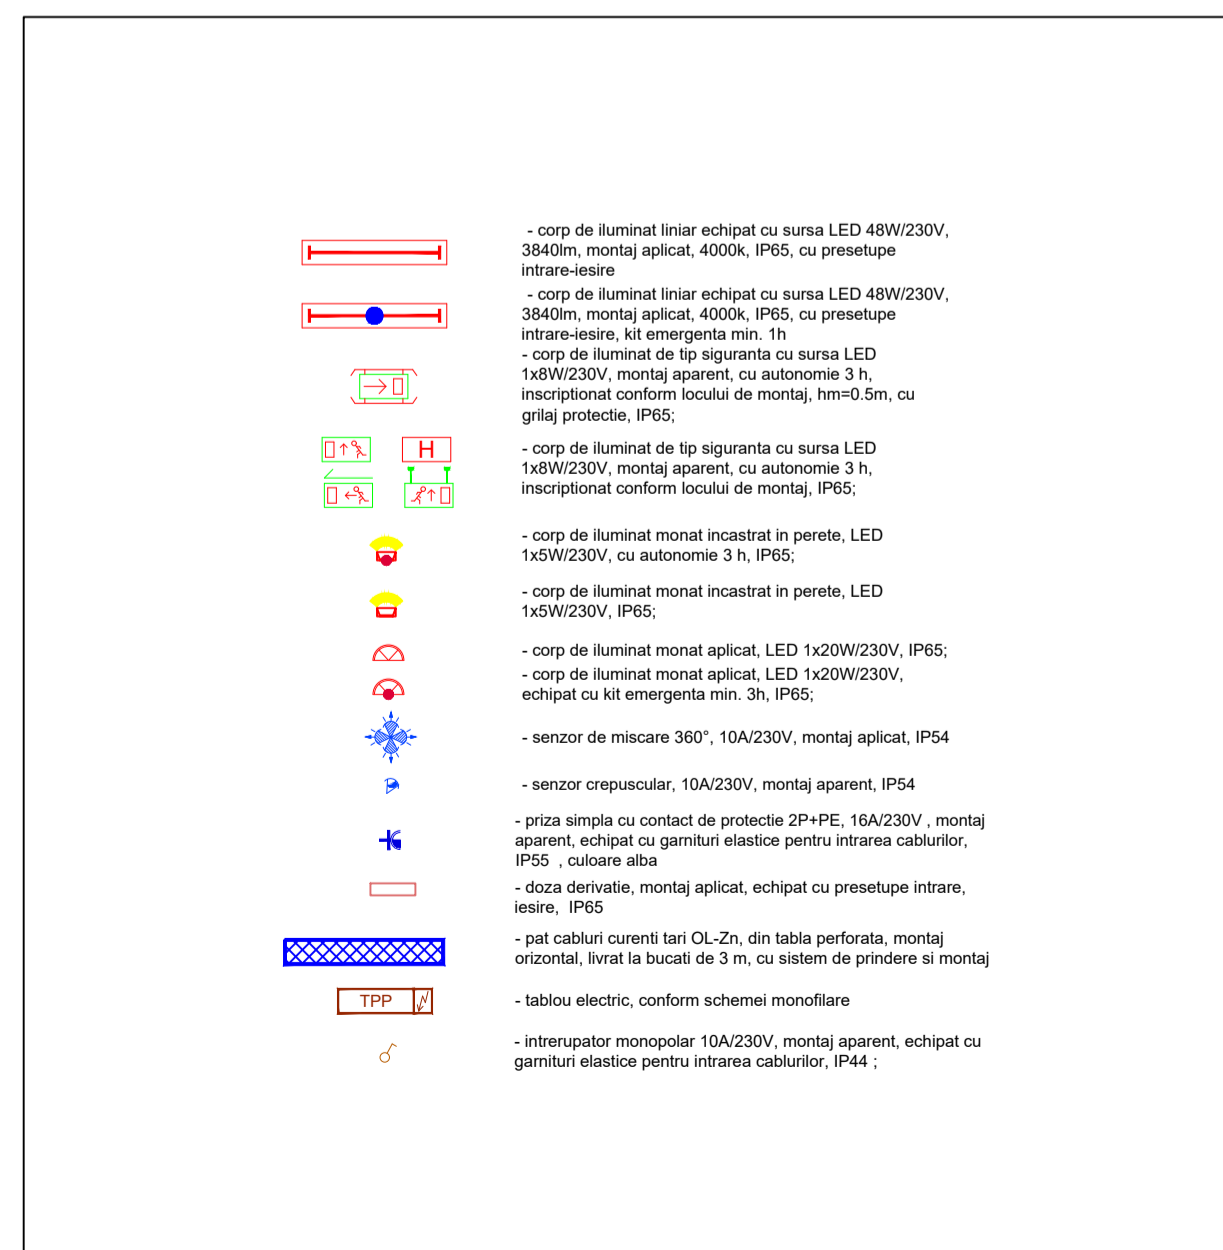 - corp de iluminat liniar echipat cu sursa LED 48W/230V,
3840lm, montaj aplicat, 4000k, IP65, cu presetupe
intrare-iesire
- corp de iluminat liniar echipat cu sursa LED 48W/230V,
3840lm, montaj aplicat, 4000k, IP65, cu presetupe
intrare-iesire, kit emergenta min. 1h
- corp de iluminat de tip siguranta cu sursa LED
1x8W/230V, montaj aparent, cu autonomie 3 h,
inscriptionat conform locului de montaj, hm=0.5m, cu
grilaj protectie, IP65;
H
- corp de iluminat de tip siguranta cu sursa LED
1x8W/230V, montaj aparent, cu autonomie 3 h,
inscriptionat conform locului de montaj, IP65;
- corp de iluminat monat incastrat in perete, LED
1x5W/230V, cu autonomie 3 h, IP65;
- corp de iluminat monat incastrat in perete, LED
1x5W/230V, IP65;
- corp de iluminat monat aplicat, LED 1x20W/230V, IP65;
- corp de iluminat monat aplicat, LED 1x20W/230V,
echipat cu kit emergenta min. 3h, IP65;
- senzor de miscare 360°, 10A/230V, montaj aplicat, IP54
- senzor crepuscular, 10A/230V, montaj aparent, IP54
- priza simpla cu contact de protectie 2P+PE, 16A/230V , montaj
aparent, echipat cu garnituri elastice pentru intrarea cablurilor,
IP55 , culoare alba
- doza derivatie, montaj aplicat, echipat cu presetupe intrare,
iesire, IP65
- pat cabluri curenti tari OL-Zn, din tabla perforata, montaj
orizontal, livrat la bucati de 3 m, cu sistem de prindere si montaj
TPP
- tablou electric, conform schemei monofilare
- intrerupator monopolar 10A/230V, montaj aparent, echipat cu
garnituri elastice pentru intrarea cablurilor, IP44 ;